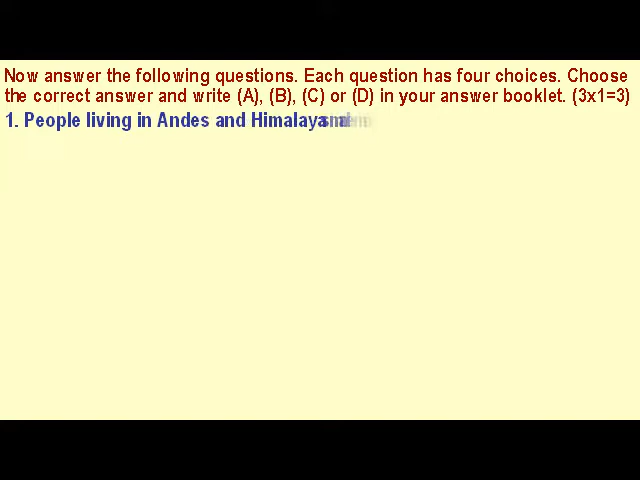 Now answer the following questions. Each question has four choices. Choose
the correct answer and write (A), (B), (C) or (D) in your answer booklet. (3x1=3)
1. People living in Andes and Himalaya